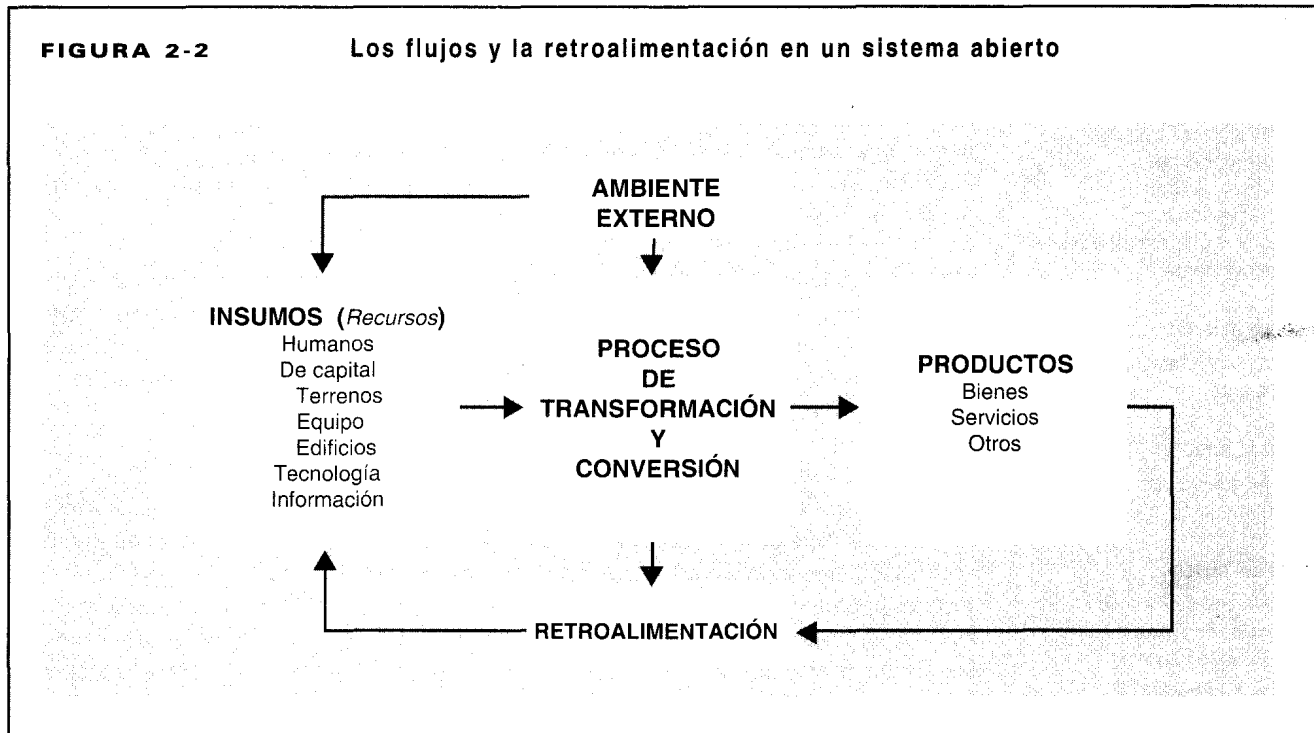 FIGURA 2-2 Los flujos y la retroalimentación en un sistema abierto
AMBIENTE
EXTERNO
INSUMOS (Recursos)
Humanos
De capital
Terrenos
Equipo
Edificios
Tecnología
Información
PROCESO
DE
TRANSFORMACIÓN
Y
CONVERSIÓN
PRODUCTOS
Bienes
Servicios
Otros
RETROALIMENTACIÓN